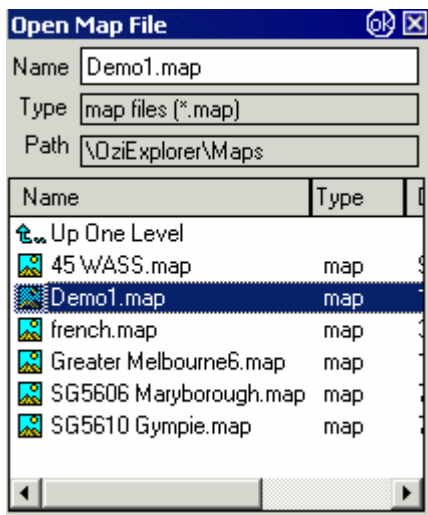 Open Map File ok
Name Demo1.map
Type map files (*.map)
Path \OziExplorer\Maps
Name Type
Up One Level
45 WASS.map map
Demo1.map map
french.map map
Greater Melbourne6.map map
SG5606 Maryborough.map map
SG5610 Gympie.map map